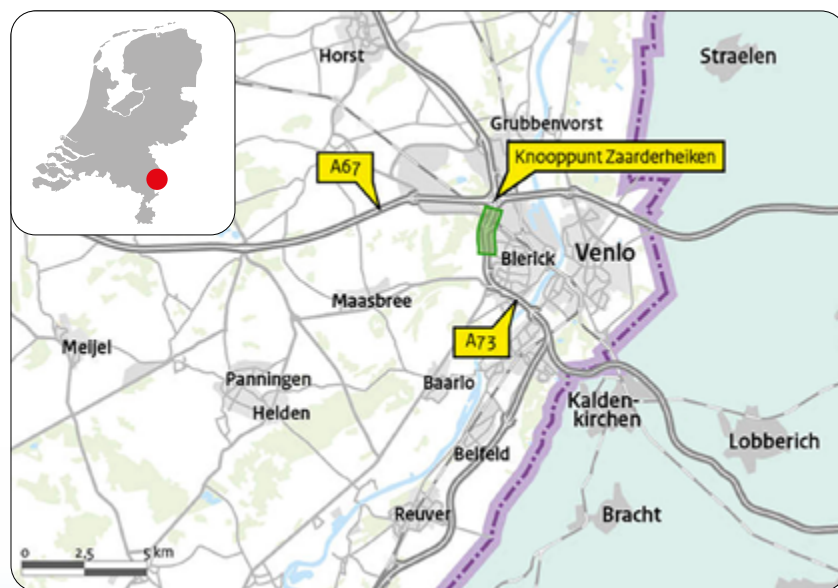 Straelen
Horst
Grubbenvorst
Knooppunt Zaarderheiken
A67
Blerick
Venlo
Maasbree
A73
Meijel
Panningen
Baarlo
Helden
Kalden-
kirchen
Lobberich
Belfeld
Reuver
Bracht
0 2,5 5 km